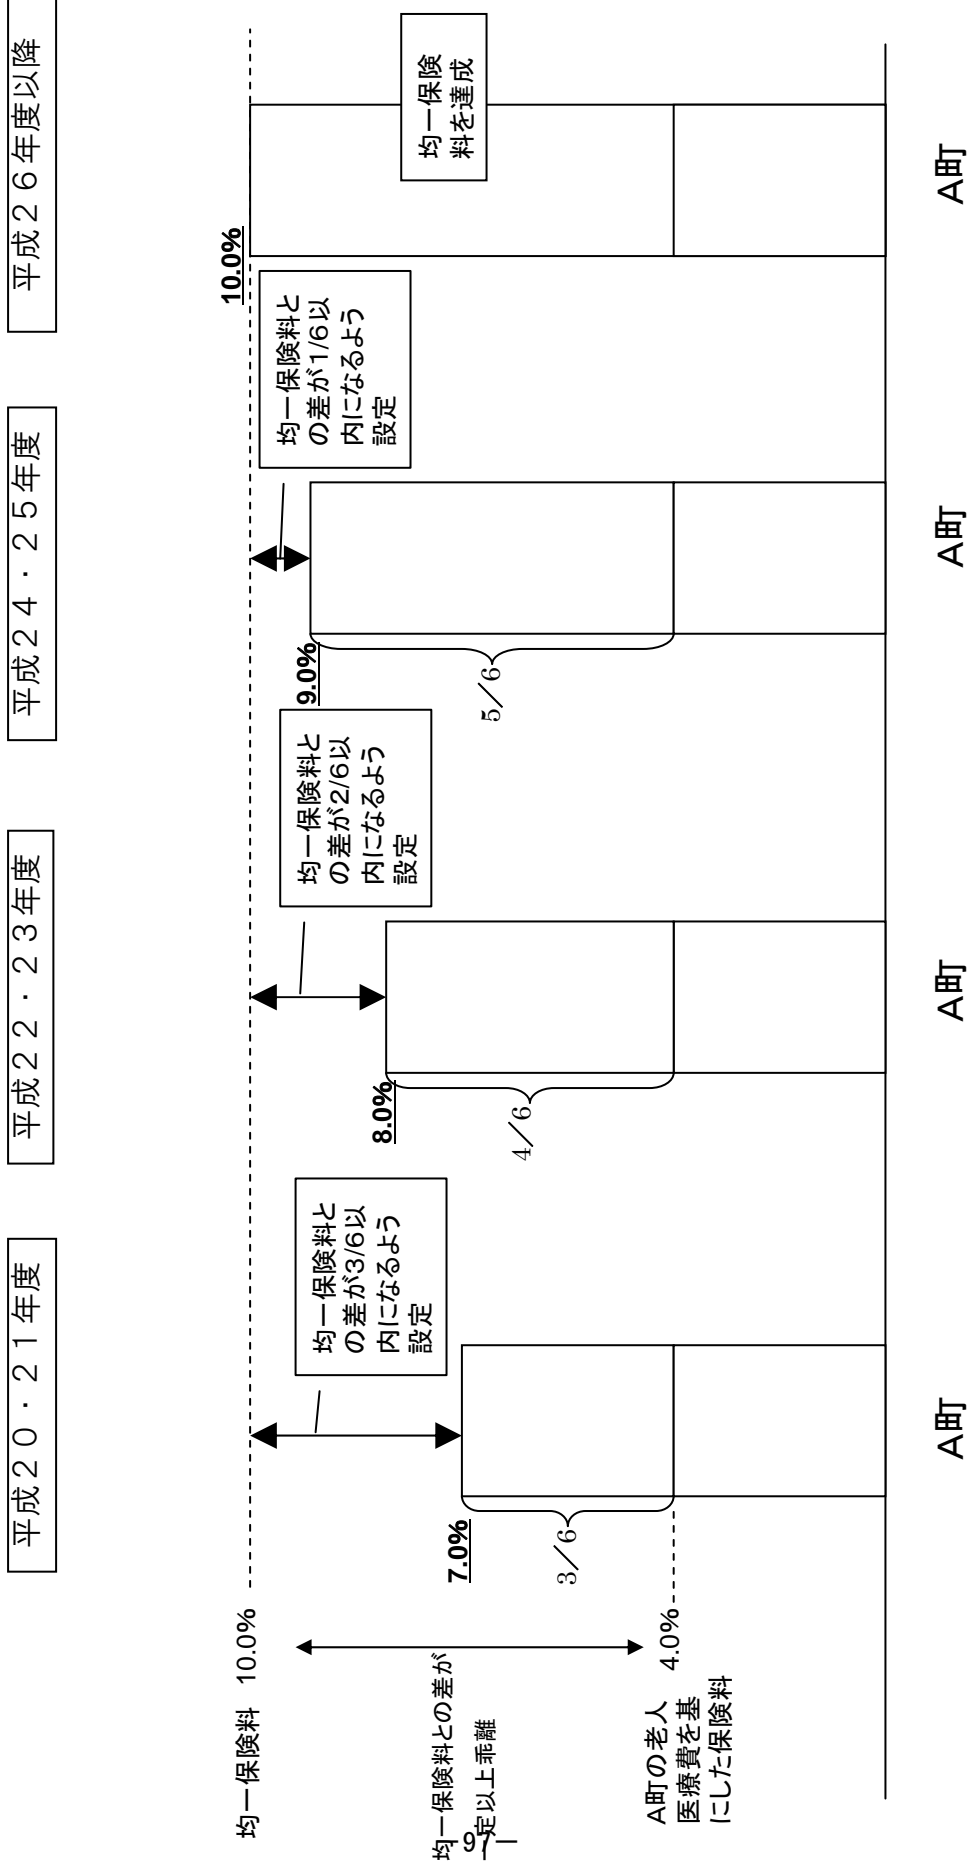 平成２０・２１年度
平成２２・２３年度
平成２４・２５年度
平成２６年度以降
均一保険料 10.0%
均一保険料との差が
定以上乖離
A町の老人
医療費を基
にした保険料
4.0%
7.0%
3／6
均一保険料と
の差が3/6以
内になるよう
設定
8.0%
4／6
均一保険料と
の差が2/6以
内になるよう
設定
9.0%
5／6
均一保険料と
の差が1/6以
内になるよう
設定
10.0%
均一保険
料を達成
A町
A町
A町
A町
―97―